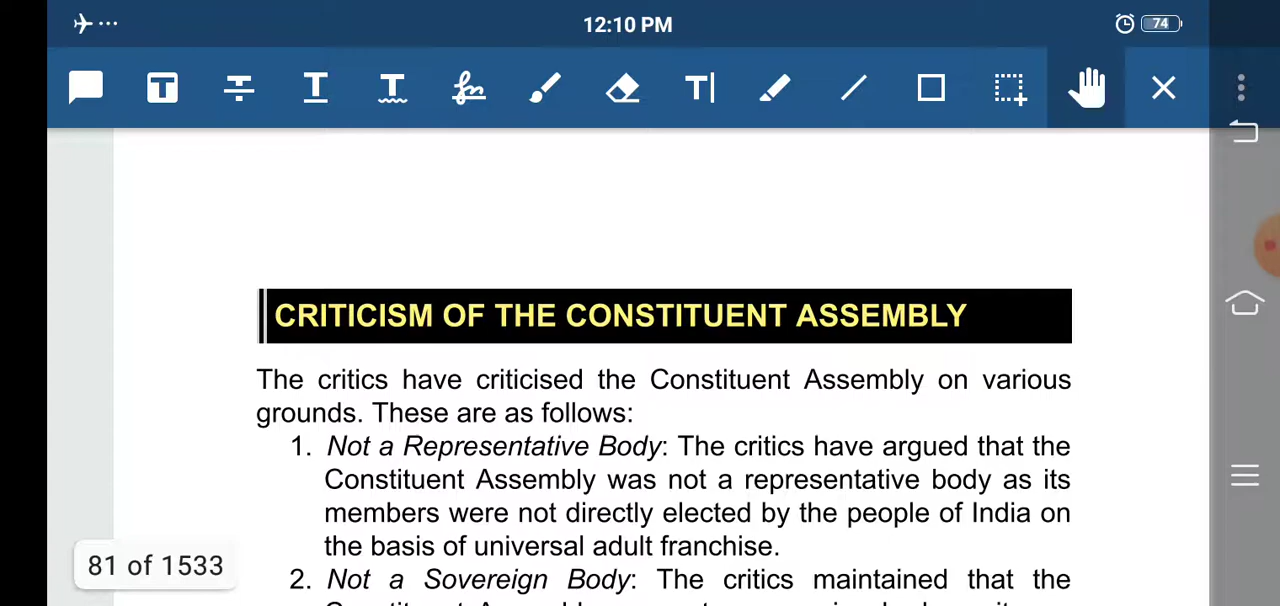 12:10 PM
74
CRITICISM OF THE CONSTITUENT ASSEMBLY
The critics have criticised the Constituent Assembly on various
grounds. These are as follows:
1. Not a Representative Body: The critics have argued that the
Constituent Assembly was not a representative body as its
members were not directly elected by the people of India on
the basis of universal adult franchise.
81 of 1533
2. Not a Sovereign Body: The critics maintained that the